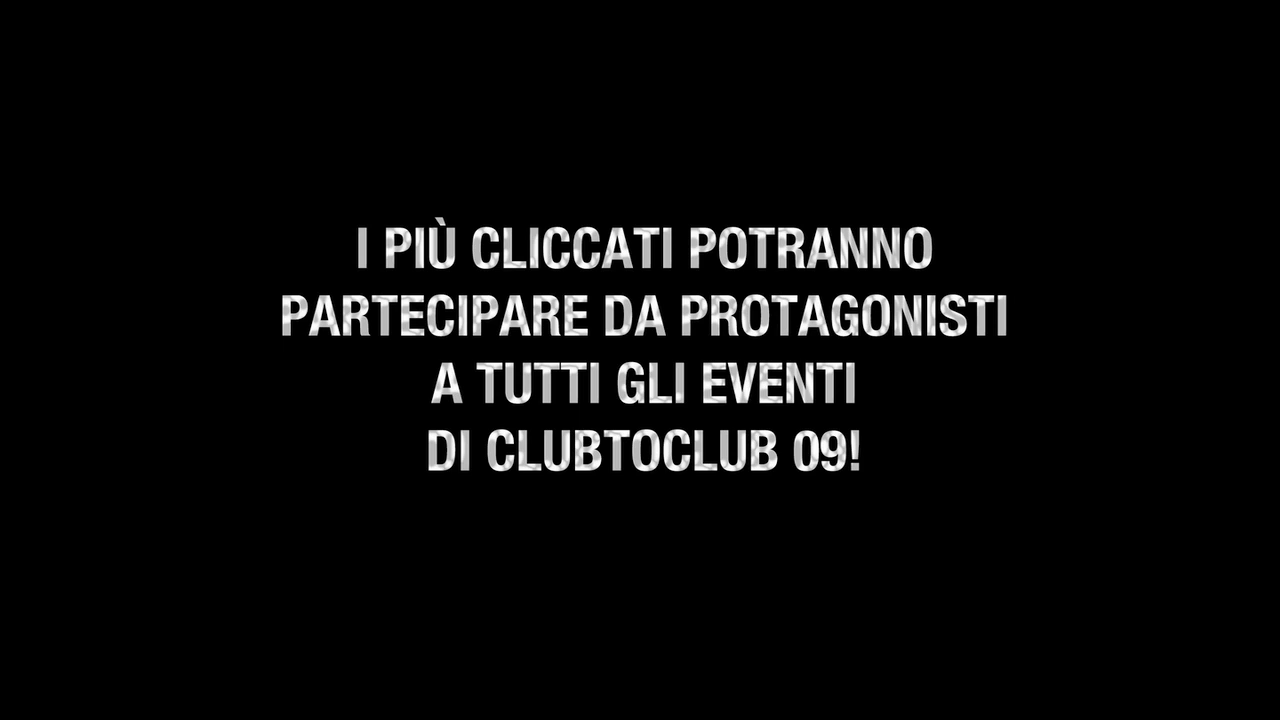 I PIÙ CLICCATI POTRANNO
PARTECIPARE DA PROTAGONISTI
A TUTTI GLI EVENTI
DI CLUBTOCLUB 09!